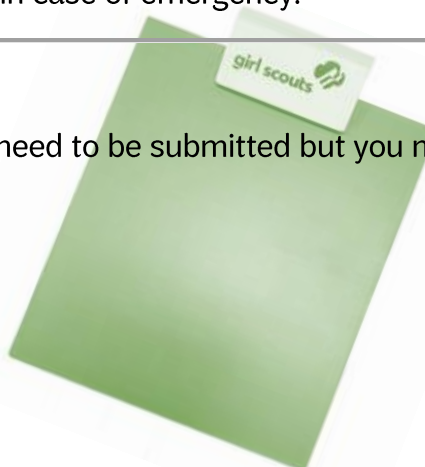 in case of emergency.
girl scouts
need to be submitted but you n